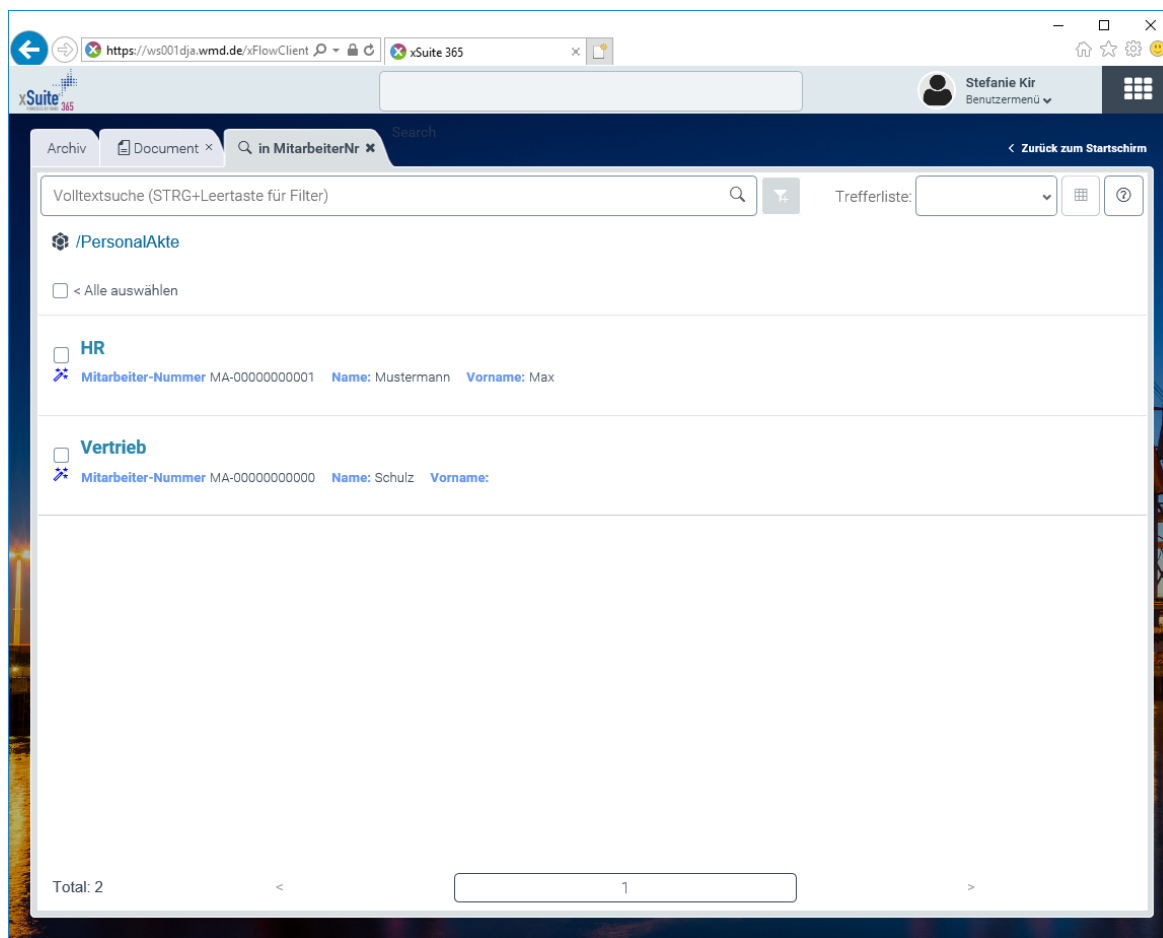 https://ws001dja.wmd.de/xFlowClient
xSuite 365
xSuite 365
Stefanie Kir
Benutzermenü
Search
Archiv
Document
in MitarbeiterNr
< Zurück zum Startschirm
Volltextsuche (STRG+Leertaste für Filter)
Trefferliste:
/PersonalAkte
< Alle auswählen
HR
Mitarbeiter-Nummer MA-00000000001 Name: Mustermann Vorname: Max
Vertrieb
Mitarbeiter-Nummer MA-00000000000 Name: Schulz Vorname:
Total: 2 < 1 >